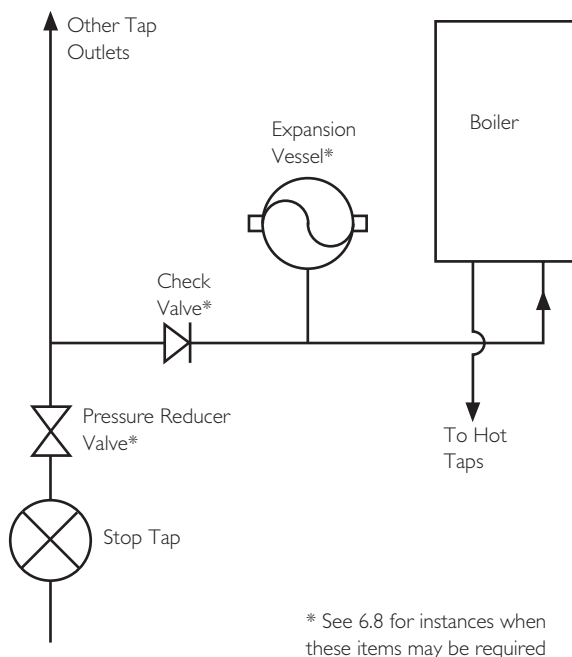 Other Tap
Outlets
Boiler
Expansion
Vessel*
Check
Valve*
Pressure Reducer
Valve*
To Hot
Taps
Stop Tap
* See 6.8 for instances when
these items may be required